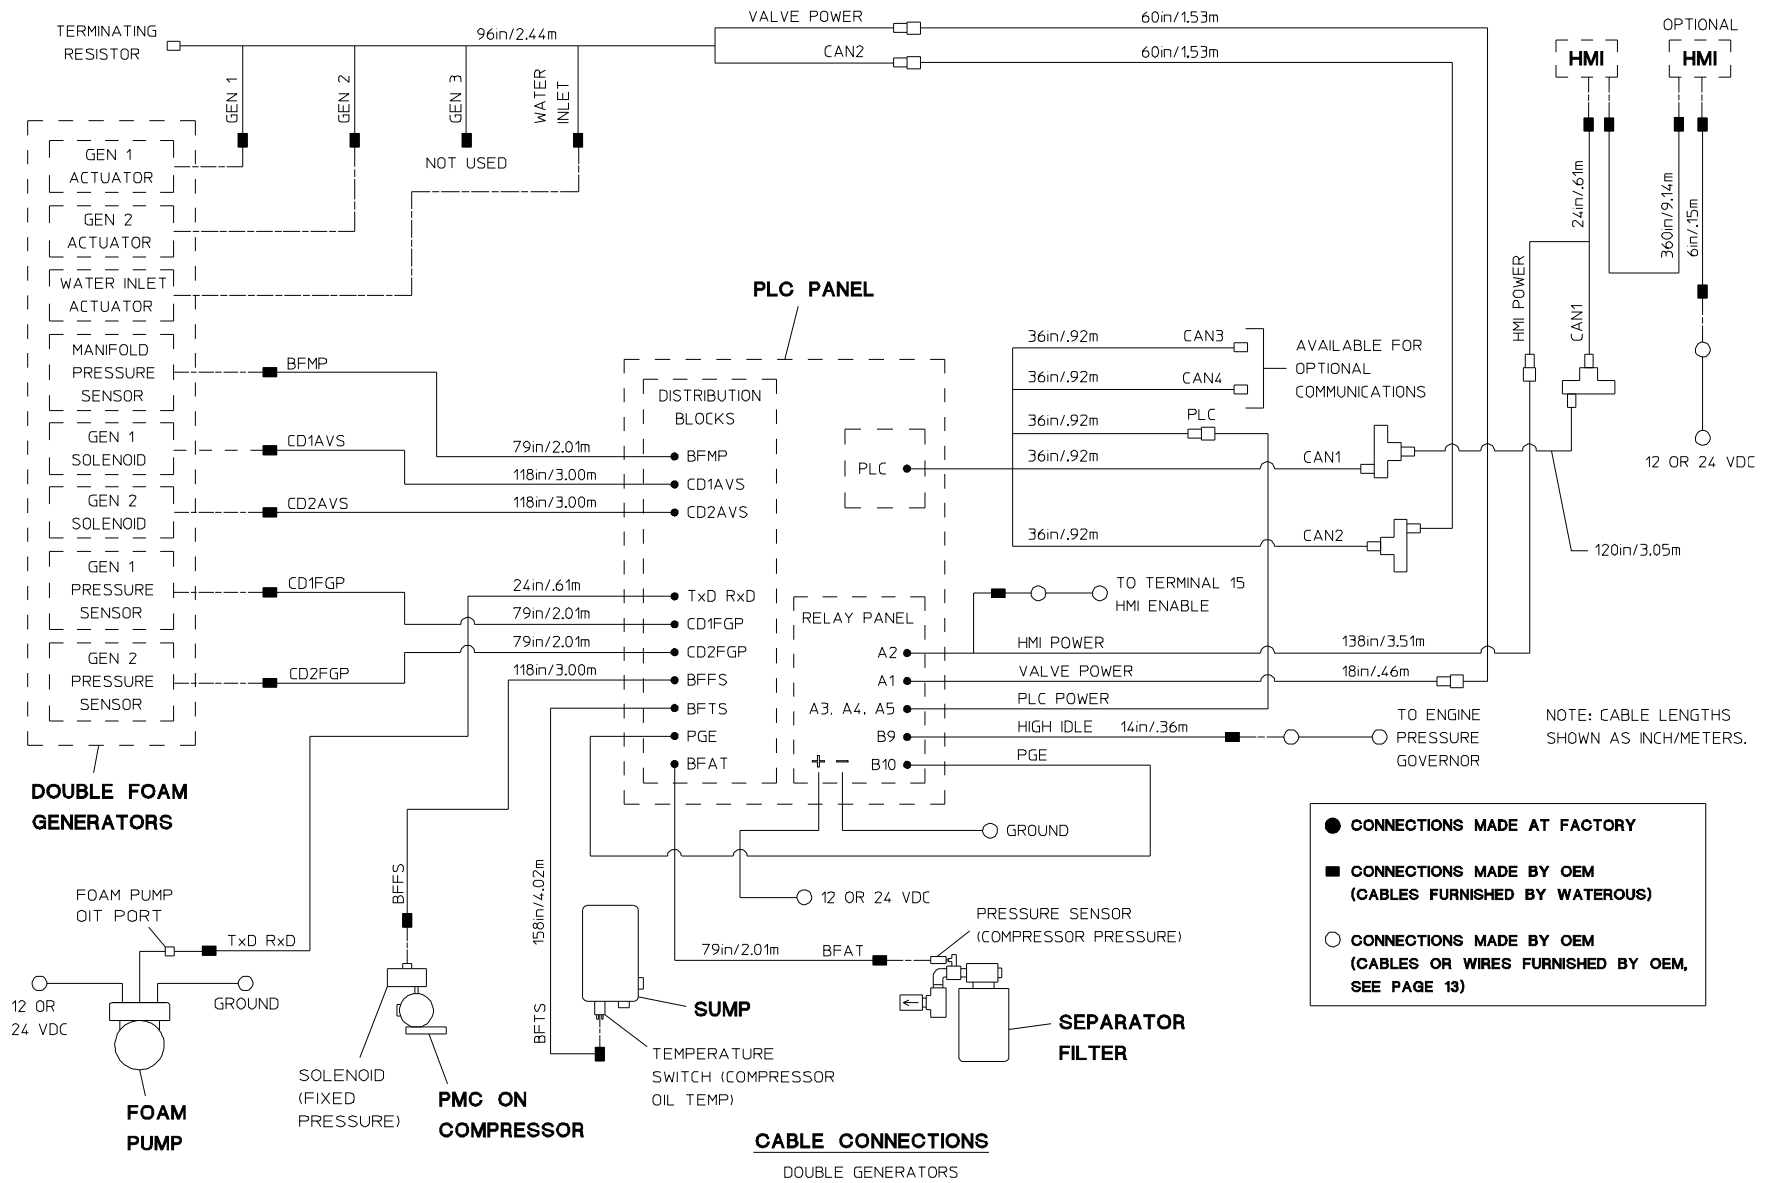 TERMINATING
RESISTOR
96in/2.44m
VALVE POWER
60in/1.53m
CAN2
60in/1.53m
OPTIONAL
HMI
HMI
GEN 1
GEN 2
GEN 3
WATER
INLET
NOT USED
GEN 1
ACTUATOR
GEN 2
ACTUATOR
WATER INLET
ACTUATOR
MANIFOLD
PRESSURE
SENSOR
GEN 1
SOLENOID
GEN 2
SOLENOID
GEN 1
PRESSURE
SENSOR
GEN 2
PRESSURE
SENSOR
DOUBLE FOAM
GENERATORS
BFMP
CD1AVS
CD2AVS
CD1FGP
CD2FGP
79in/2.01m
118in/3.00m
118in/3.00m
24in/.61m
79in/2.01m
79in/2.01m
118in/3.00m
PLC PANEL
DISTRIBUTION
BLOCKS
BFMP
CD1AVS
CD2AVS
TxD RxD
CD1FGP
CD2FGP
BFFS
BFTS
PGE
BFAT
PLC
RELAY PANEL
A2
A1
A3, A4, A5
B9
B10
+ −
36in/.92m
CAN3
36in/.92m
CAN4
36in/.92m
PLC
36in/.92m
CAN1
36in/.92m
CAN2
AVAILABLE FOR
OPTIONAL
COMMUNICATIONS
TO TERMINAL 15
HMI ENABLE
HMI POWER
138in/3.51m
VALVE POWER
18in/.46m
PLC POWER
HIGH IDLE
14in/.36m
PGE
TO ENGINE
PRESSURE
GOVERNOR
24in/.61m
HMI POWER
CAN1
360in/9.14m
6in/.15m
12 OR 24 VDC
120in/3.05m
NOTE: CABLE LENGTHS
SHOWN AS INCH/METERS.
GROUND
12 OR 24 VDC
FOAM PUMP
OIT PORT
TxD RxD
12 OR
24 VDC
GROUND
FOAM
PUMP
BFFS
SOLENOID
(FIXED
PRESSURE)
PMC ON
COMPRESSOR
158in/4.02m
BFTS
SUMP
TEMPERATURE
SWITCH (COMPRESSOR
OIL TEMP)
79in/2.01m
BFAT
PRESSURE SENSOR
(COMPRESSOR PRESSURE)
SEPARATOR
FILTER
CONNECTIONS MADE AT FACTORY
CONNECTIONS MADE BY OEM
(CABLES FURNISHED BY WATEROUS)
CONNECTIONS MADE BY OEM
(CABLES OR WIRES FURNISHED BY OEM,
SEE PAGE 13)
CABLE CONNECTIONS
DOUBLE GENERATORS